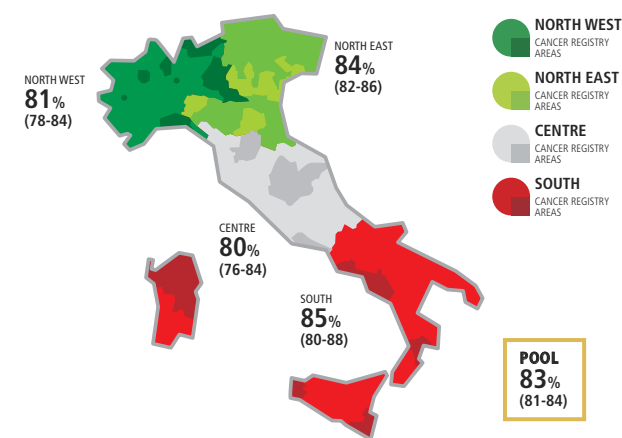 NORTH WEST
81%
(78-84)
NORTH EAST
84%
(82-86)
CENTRE
80%
(76-84)
SOUTH
85%
(80-88)
NORTH WEST
CANCER REGISTRY
AREAS
NORTH EAST
CANCER REGISTRY
AREAS
CENTRE
CANCER REGISTRY
AREAS
SOUTH
CANCER REGISTRY
AREAS
POOL
83%
(81-84)